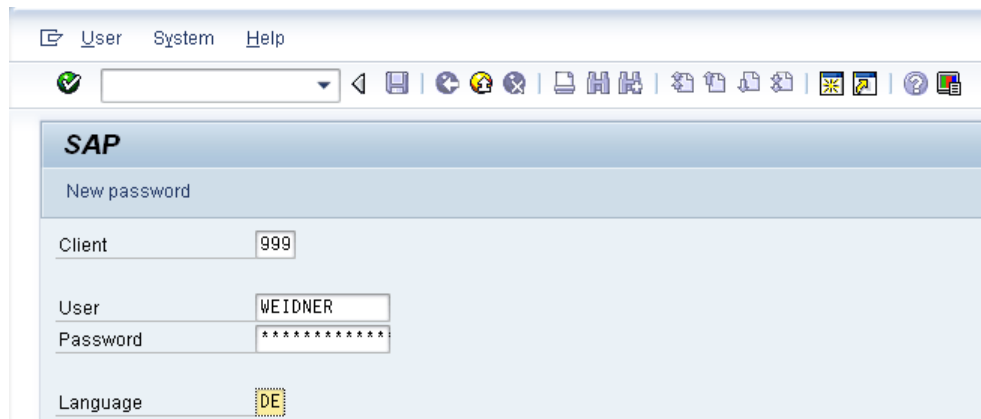 User System Help
SAP
New password
Client 999
User WEIDNER
Password ************
Language DE